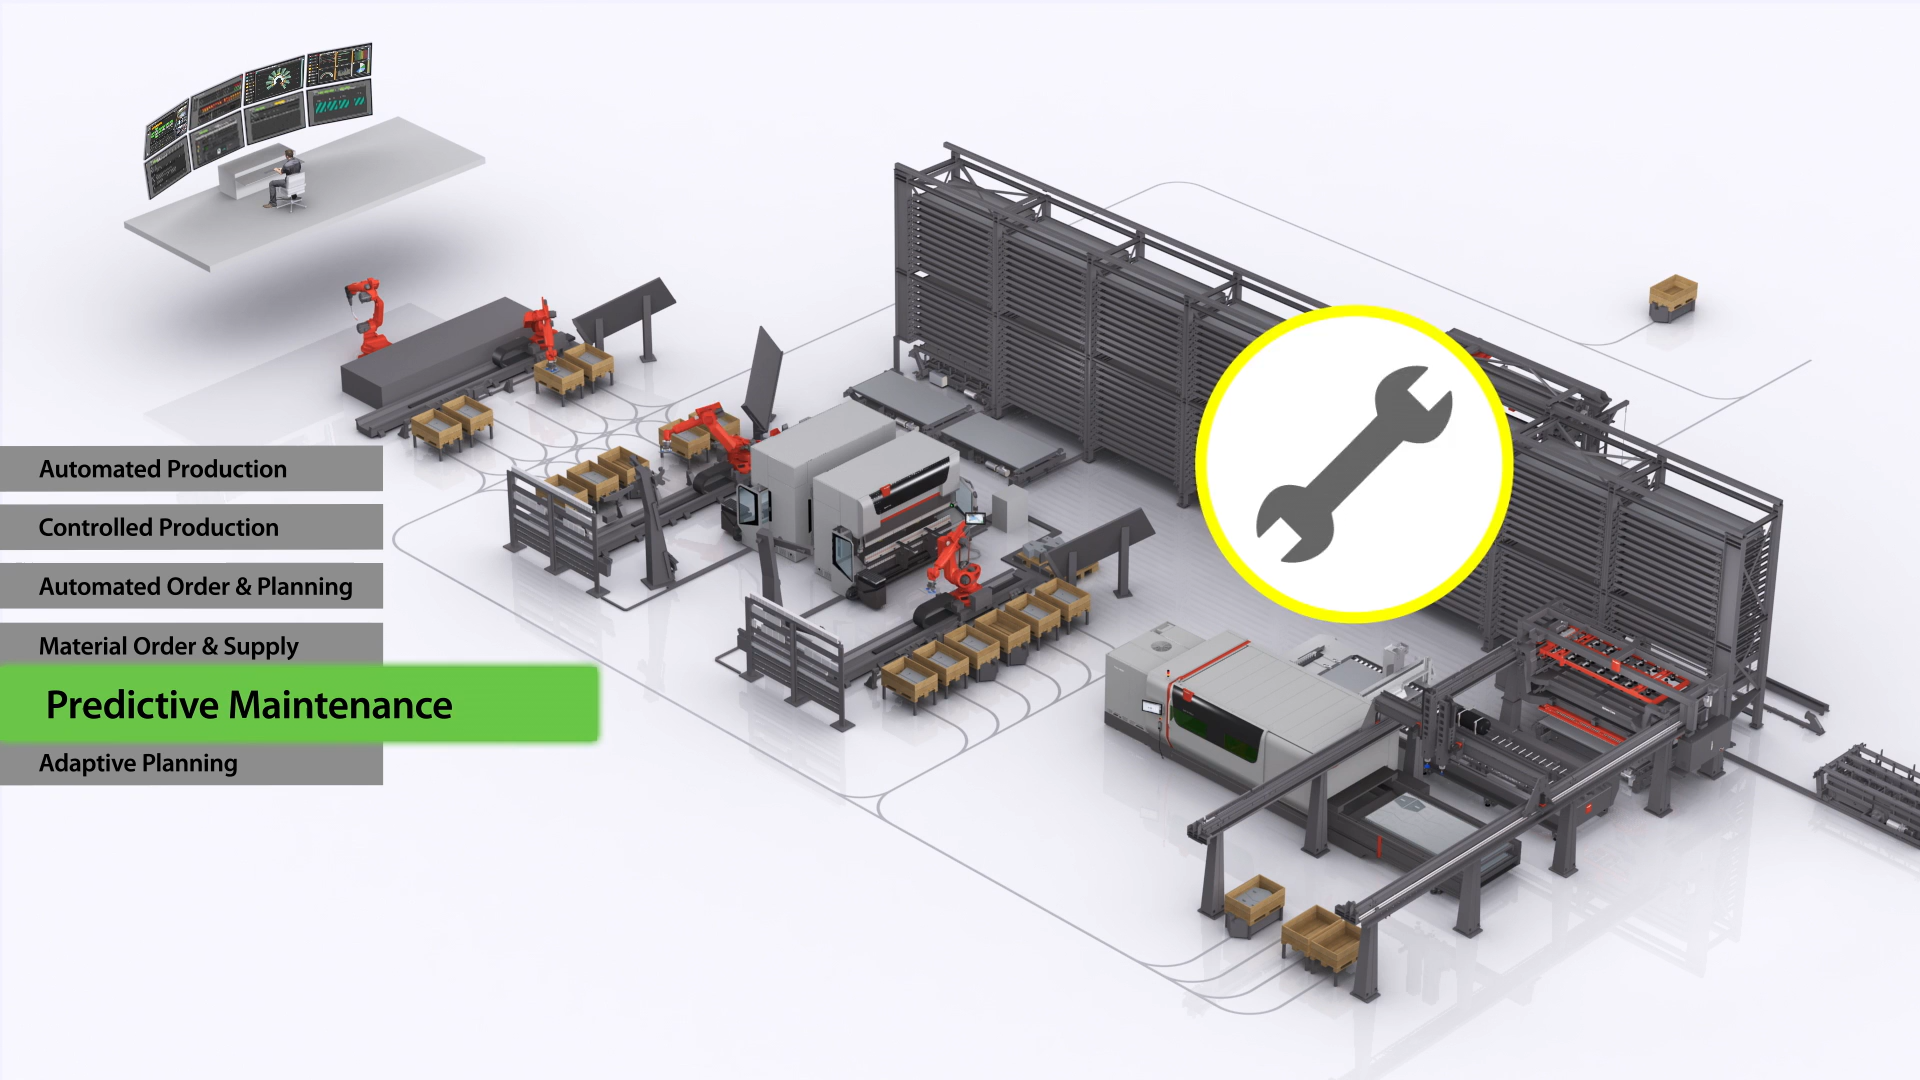 Automated Production
Controlled Production
Automated Order & Planning
Material Order & Supply
Predictive Maintenance
Adaptive Planning